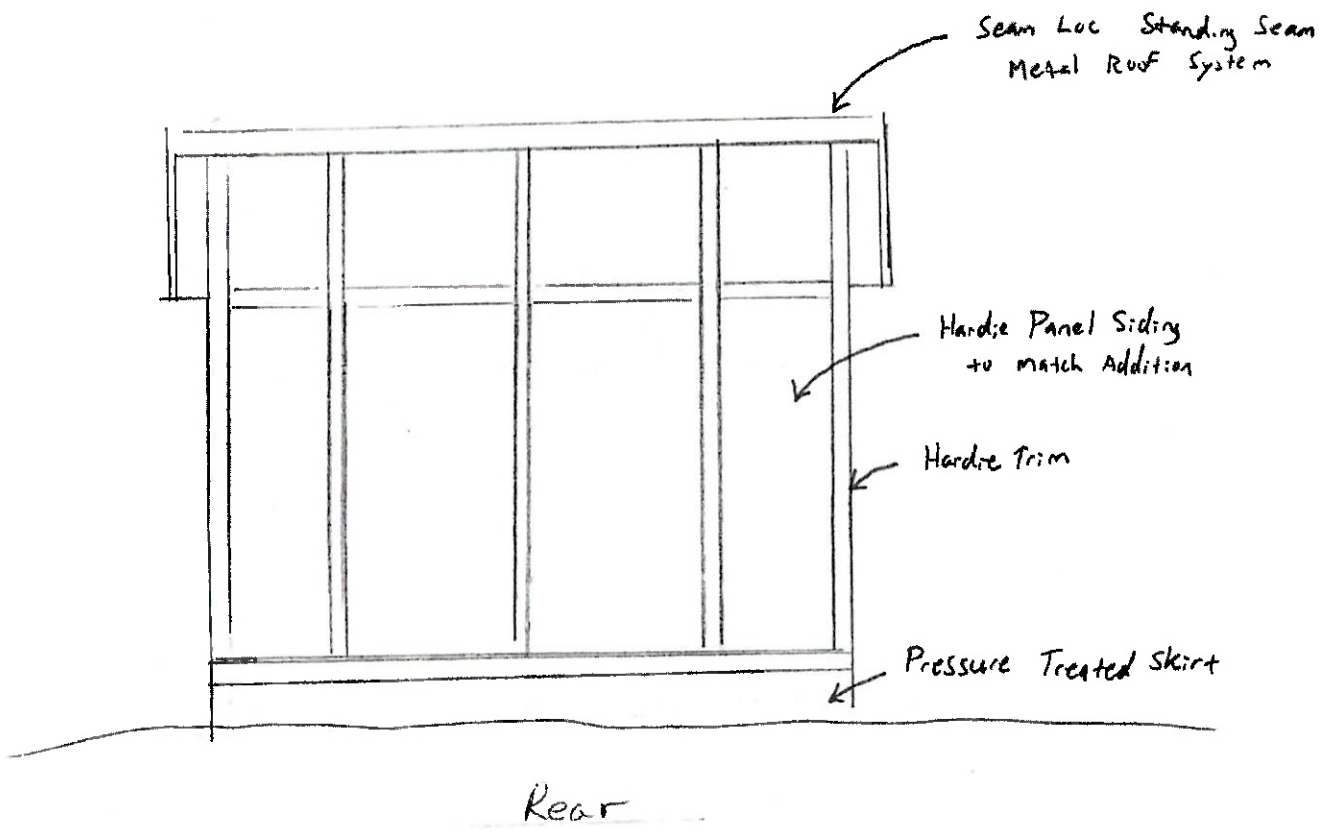 Seam Loc Standing Seam
Metal Roof System
Hardie Panel Siding
to match Addition
Hardie Trim
Pressure Treated Skirt
Rear